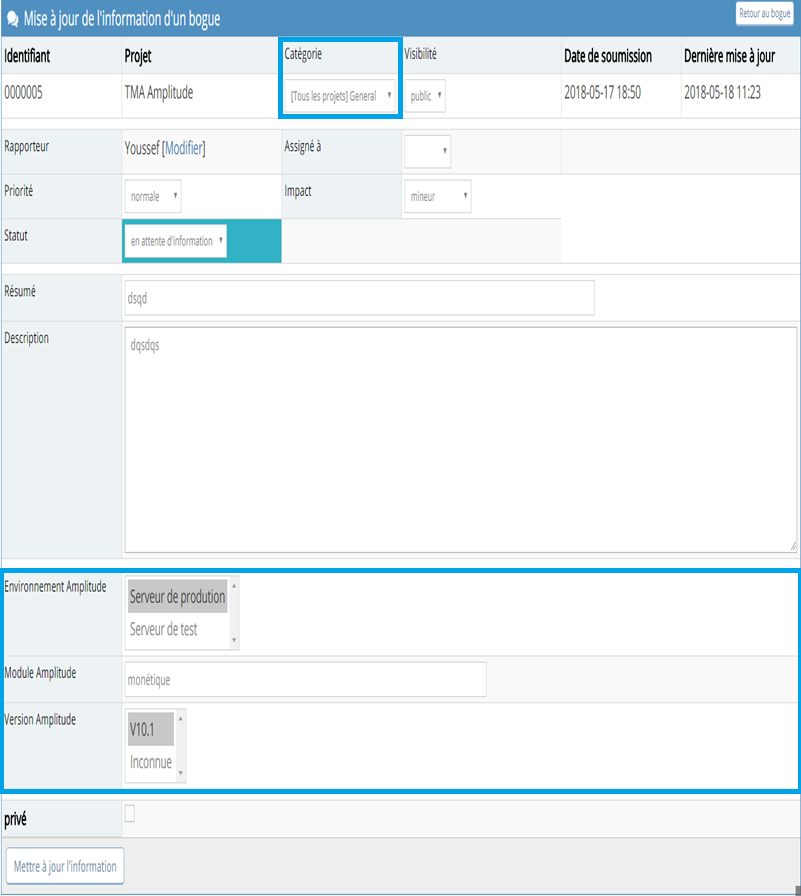 Mise à jour de l'information d'un bogue
Retour au bogue
Identifiant Projet Catégorie Visibilité Date de soumission Dernière mise à jour
0000005 TMA Amplitude [Tous les projets] General public 2018-05-17 18:50 2018-05-18 11:23
Rapporteur Youssef [Modifier] Assigné à
Priorité normale Impact mineur
Statut en attente d'information
Résumé dsqd
Description dqsdqs
Environnement Amplitude Serveur de prodution
Serveur de test
Module Amplitude monétique
Version Amplitude V10.1
Inconnue
privé
Mettre à jour l'information